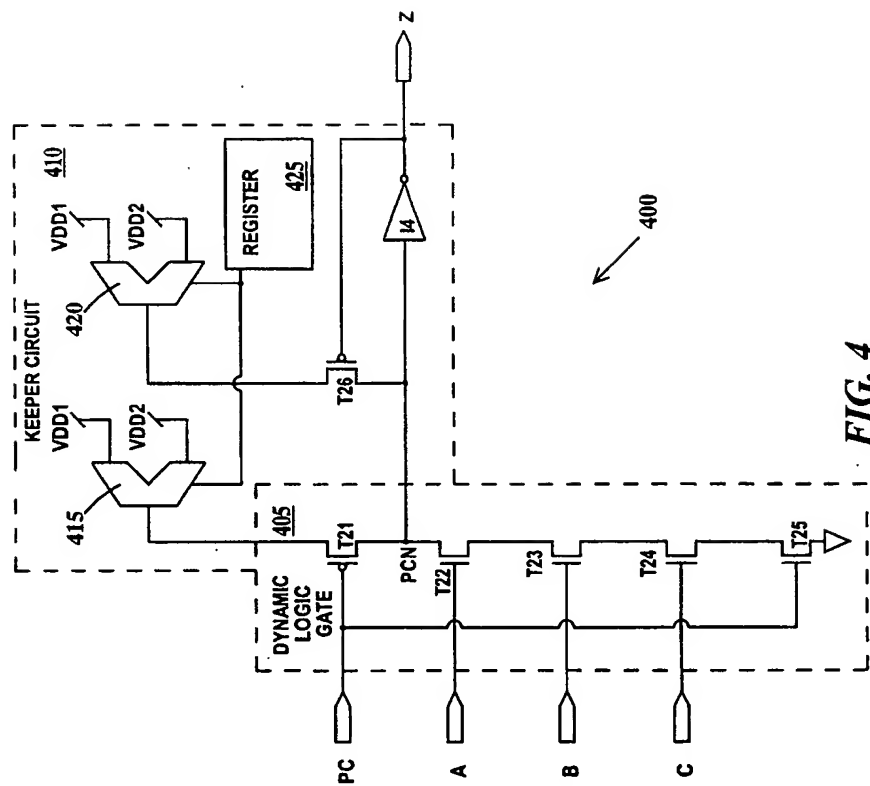 KEEPER CIRCUIT
410
VDD1
VDD2
415
VDD1
VDD2
420
REGISTER
425
T26
I4
Z
DYNAMIC
LOGIC
GATE
405
T21
PCN
T22
T23
T24
T25
PC
A
B
C
400
FIG. 4